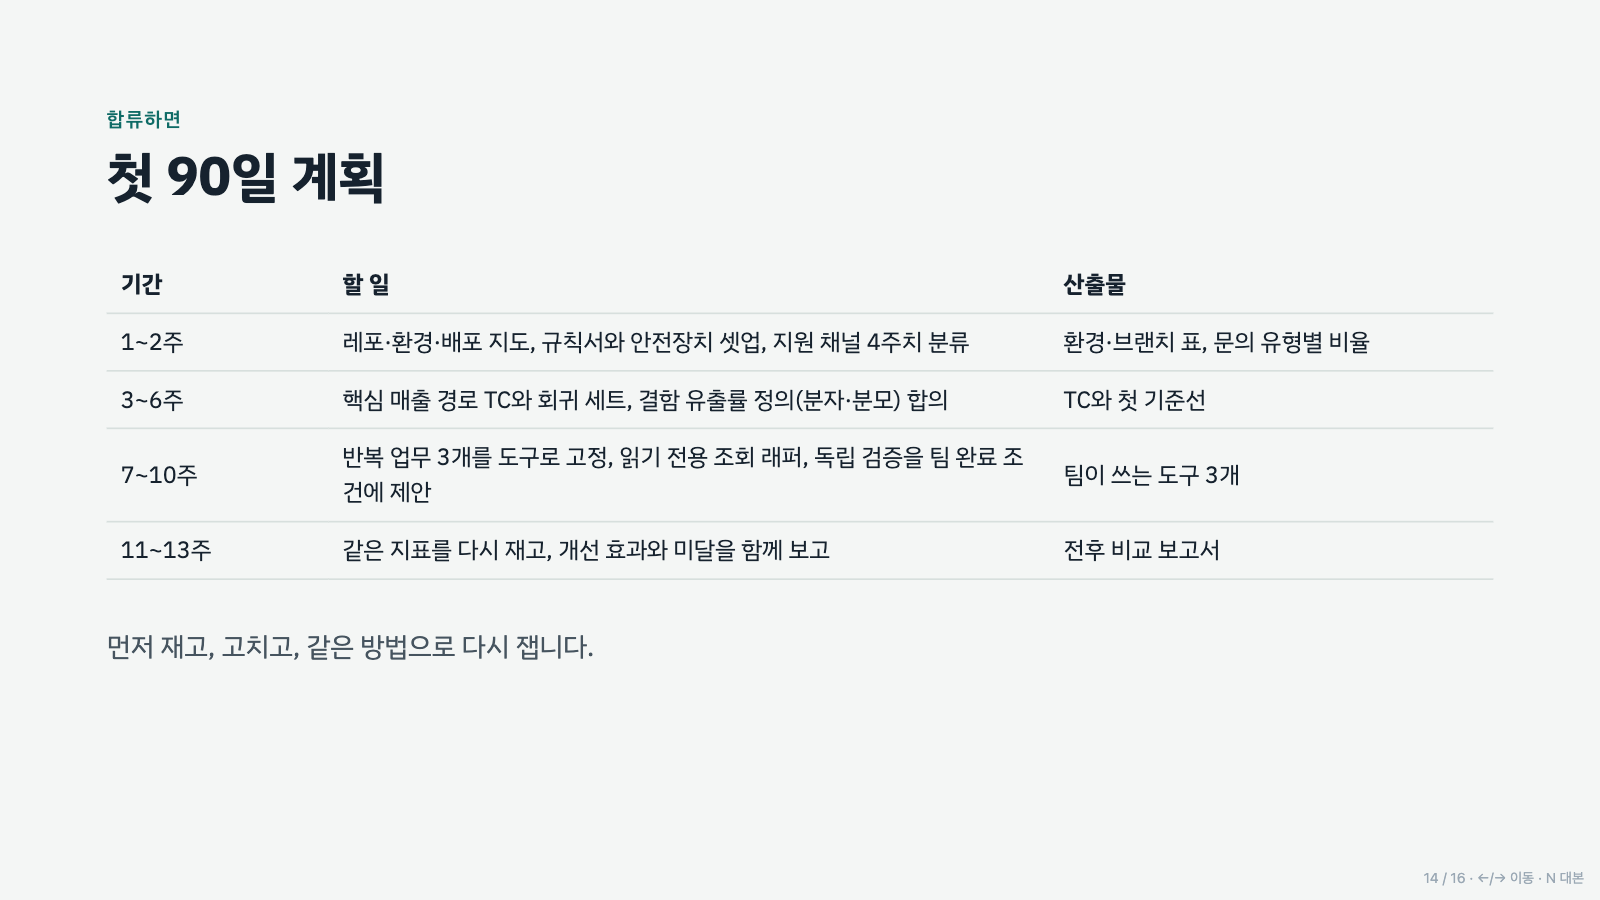 합류하면
첫 90일 계획
기간 할 일 산출물
1~2주 레포·환경·배포 지도, 규칙서와 안전장치 셋업, 지원 채널 4주치 분류 환경·브랜치 표, 문의 유형별 비율
3~6주 핵심 매출 경로 TC와 회귀 세트, 결함 유출률 정의(분자·분모) 합의 TC와 첫 기준선
7~10주 반복 업무 3개를 도구로 고정, 읽기 전용 조회 래퍼, 독립 검증을 팀 완료 조
건에 제안 팀이 쓰는 도구 3개
11~13주 같은 지표를 다시 재고, 개선 효과와 미달을 함께 보고 전후 비교 보고서
먼저 재고, 고치고, 같은 방법으로 다시 잽니다.
14 / 16 · ←/→ 이동 · N 대본